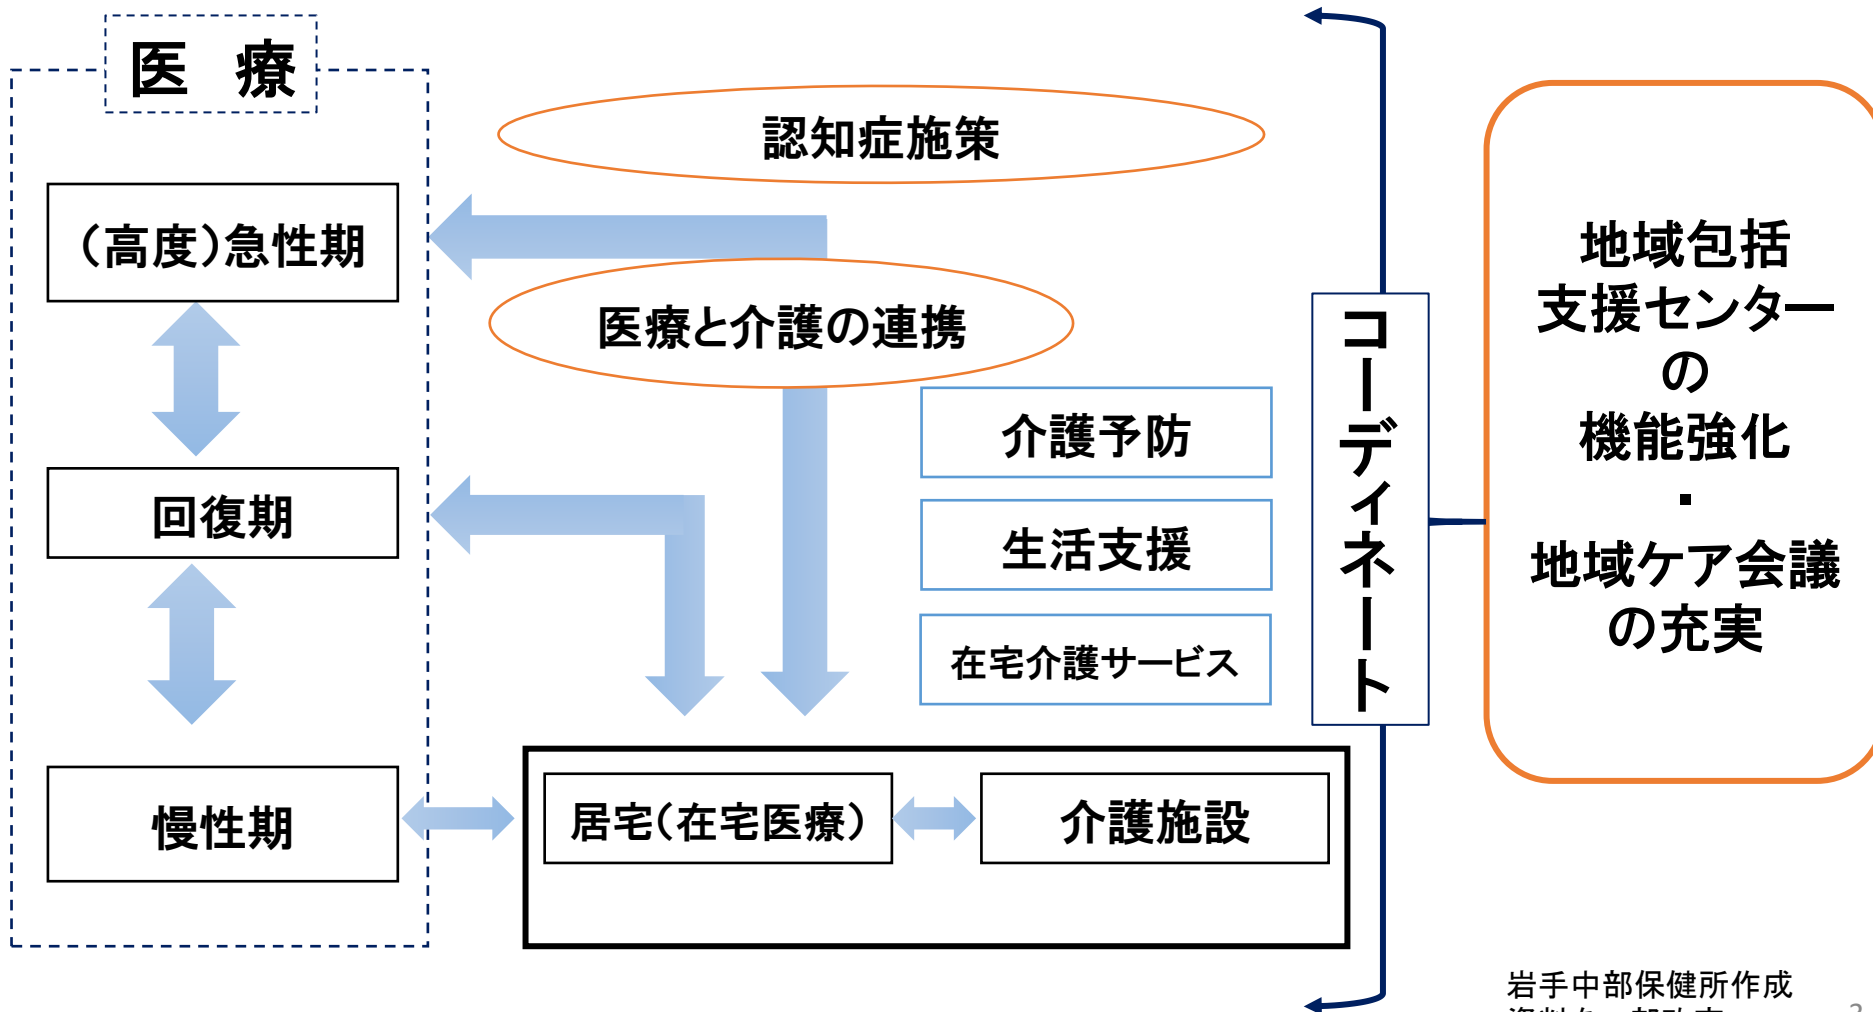 医　療
（高度）急性期
回復期
慢性期
認知症施策
医療と介護の連携
介護予防
生活支援
在宅介護サービス
居宅（在宅医療）
介護施設
コーディネート
地域包括
支援センター
の
機能強化
・
地域ケア会議
の充実
岩手中部保健所作成